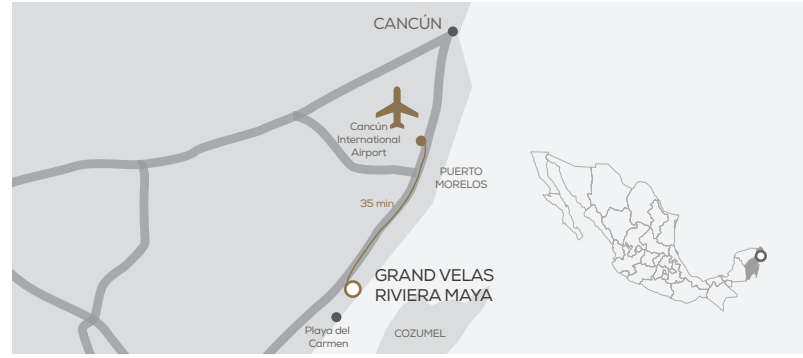 CANCÚN
Cancún
International
Airport
PUERTO
MORELOS
35 min
GRAND VELAS
RIVIERA MAYA
Playa del
Carmen
COZUMEL